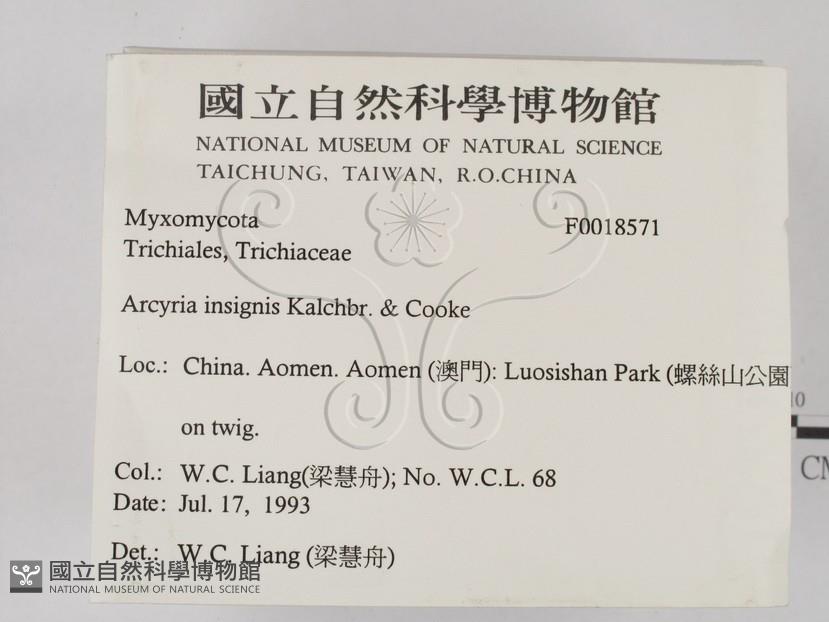 國立自然科學博物館
NATIONAL MUSEUM OF NATURAL SCIENCE
TAICHUNG, TAIWAN, R.O.CHINA
Myxomycota F0018571
Trichiales, Trichiaceae
Arcyria insignis Kalchbr. & Cooke
Loc.: China. Aomen. Aomen (澳門): Luosishan Park (螺絲山公園
on twig.
Col.: W.C. Liang(梁慧舟); No. W.C.L. 68
Date: Jul. 17, 1993
Det.: W.C. Liang (梁慧舟)
10
CM
國立自然科學博物館
NATIONAL MUSEUM OF NATURAL SCIENCE